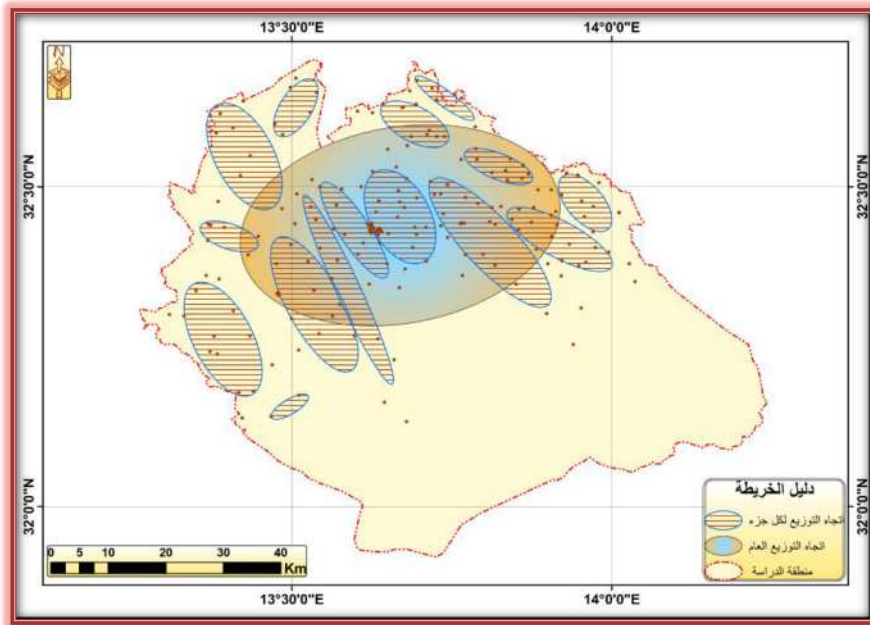 13°30'0"E 14°0'0"E
N
32°30'0"N 32°30'0"N
32°0'0"N 32°0'0"N
دليل الخريطة
اتجاه التوزيع لكل جزء
اتجاه التوزيع العام
منطقة الدراسة
0 5 10 20 30 40
Km
13°30'0"E 14°0'0"E